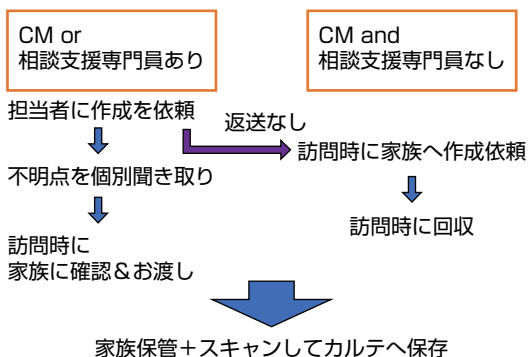 CM or
相談支援専門員あり
CM and
相談支援専門員なし
担当者に作成を依頼
返送なし
訪問時に家族へ作成依頼
不明点を個別聞き取り
訪問時に回収
訪問時に
家族に確認＆お渡し
家族保管＋スキャンしてカルテへ保存